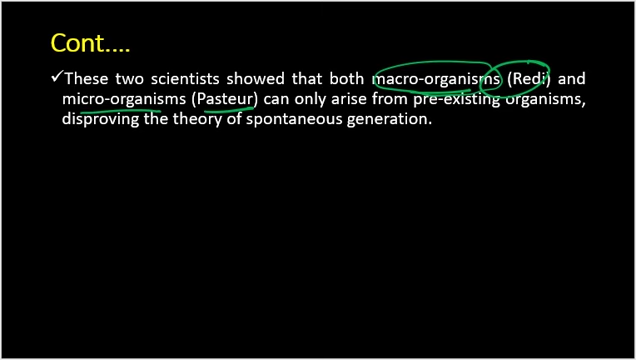 Cont....
✓These two scientists showed that both macro-organisms (Redi) and
micro-organisms (Pasteur) can only arise from pre-existing organisms,
disproving the theory of spontaneous generation.